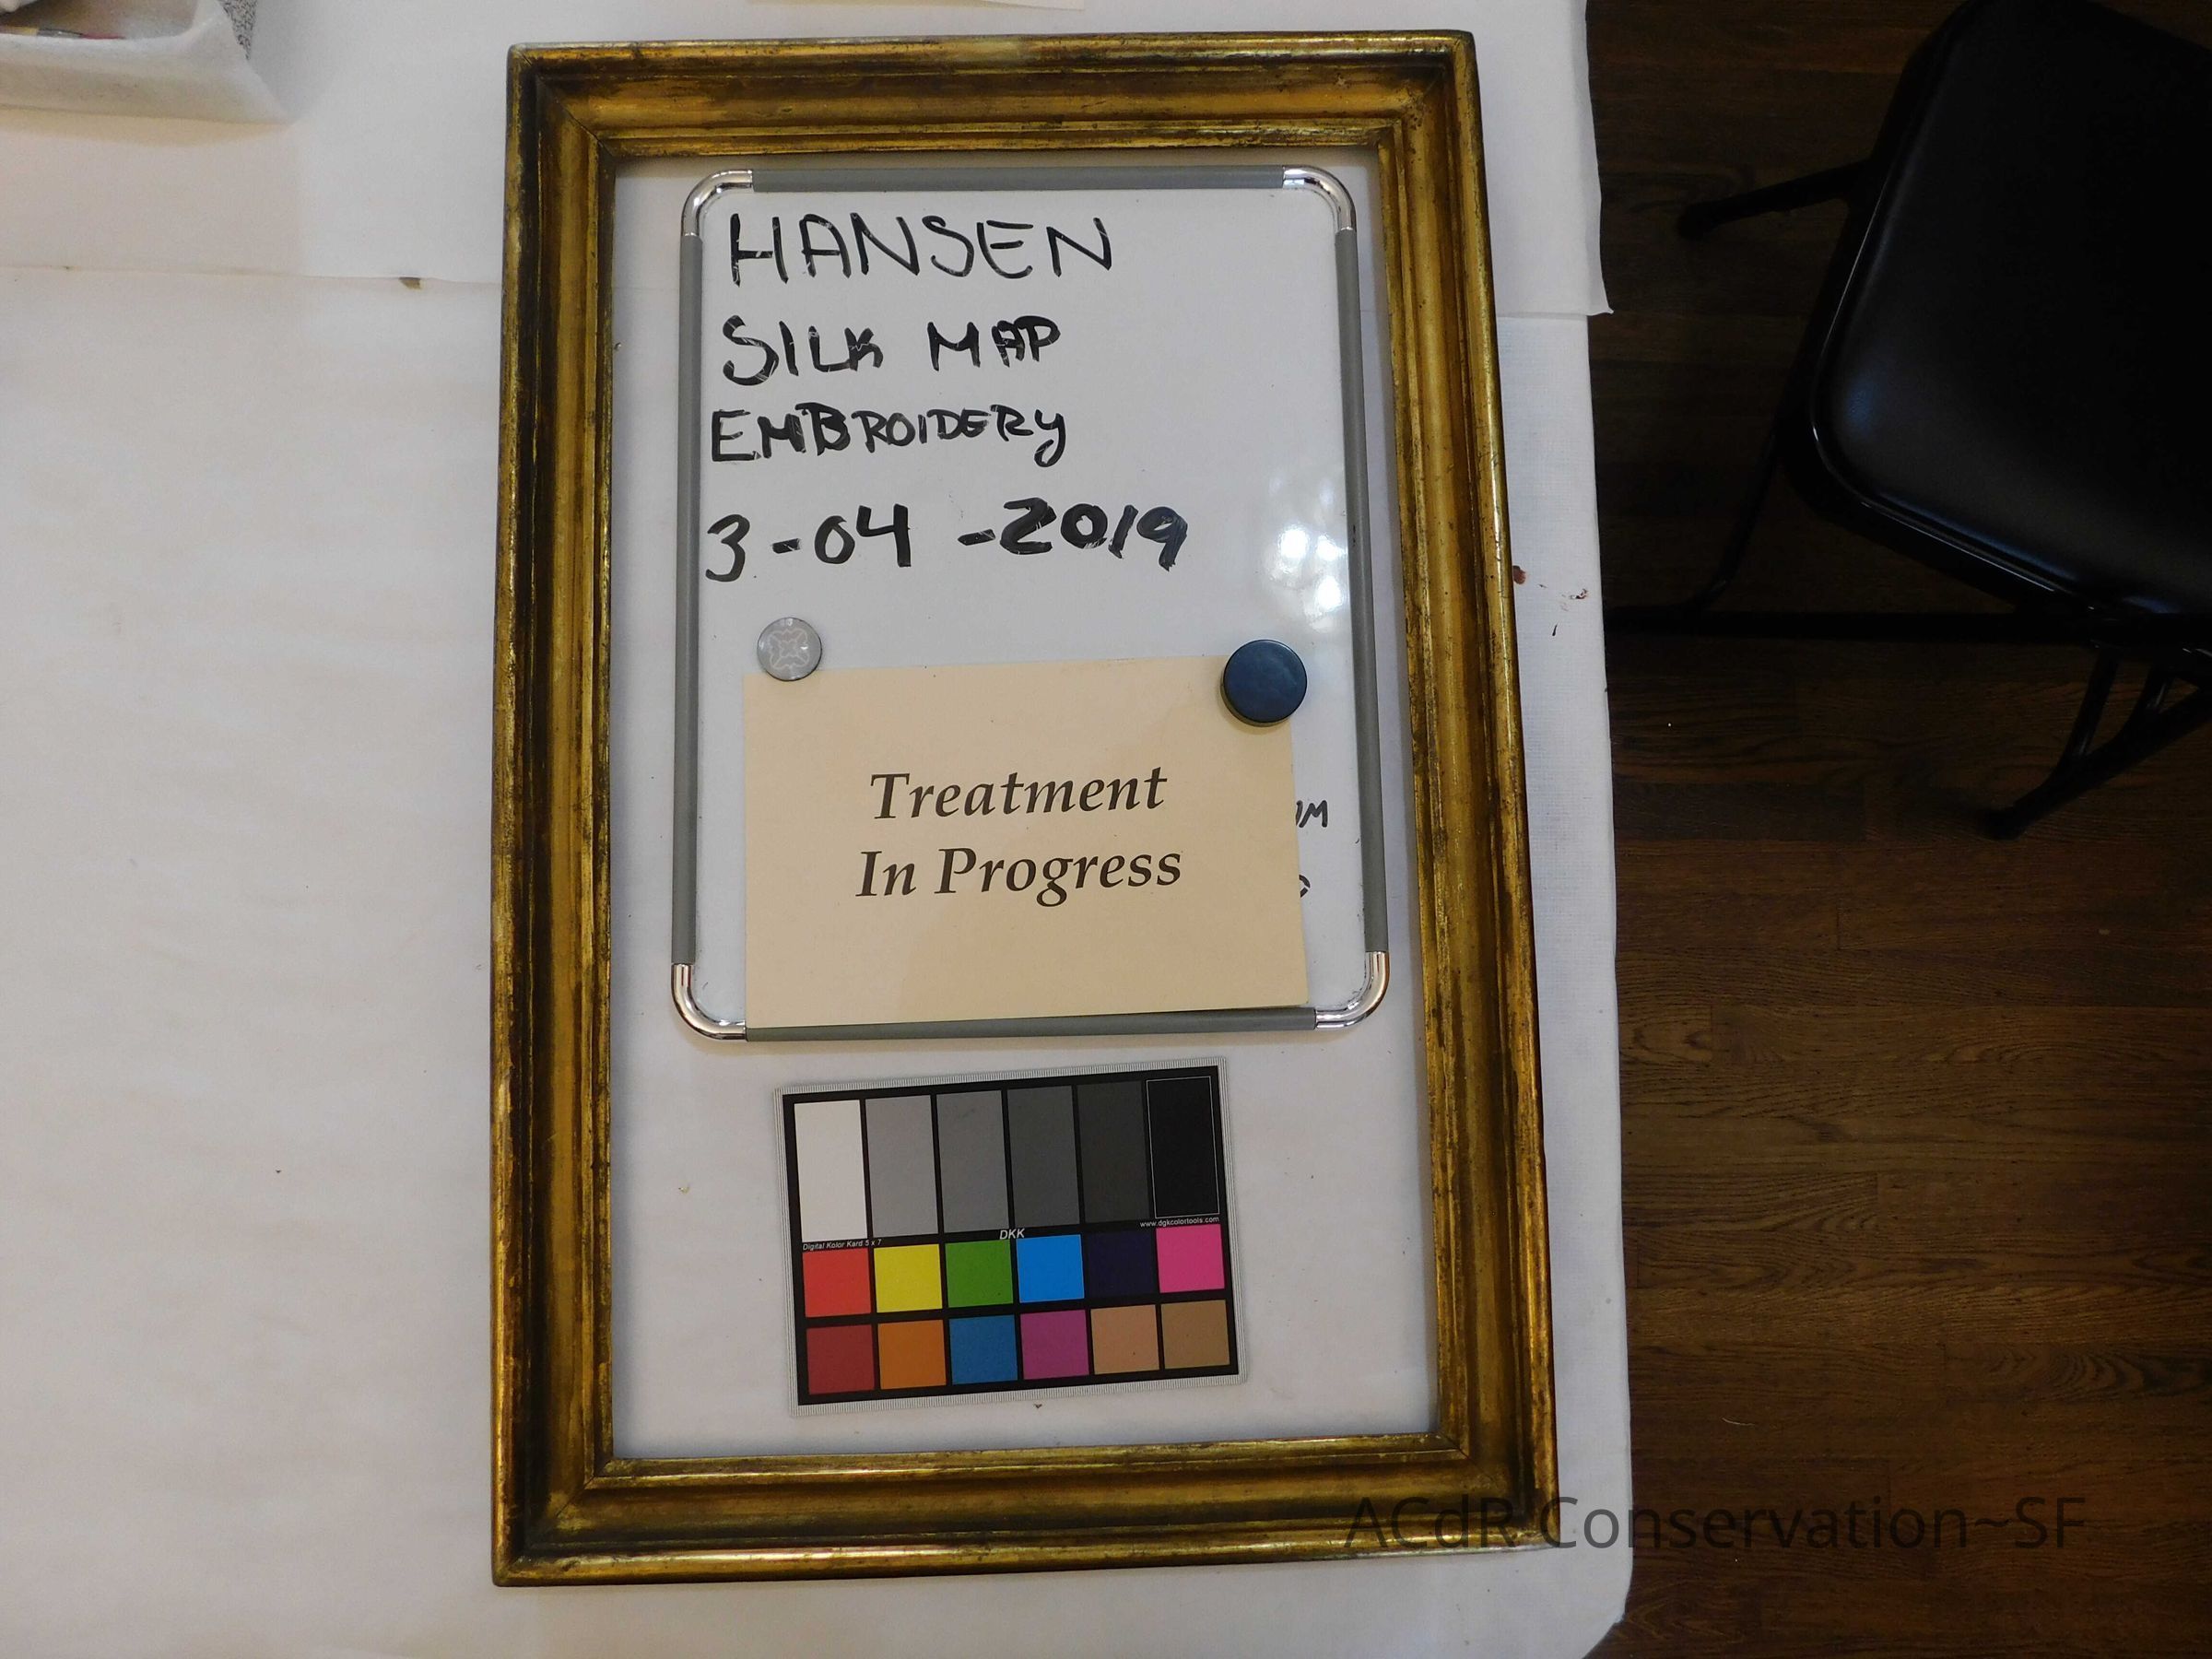 HANSEN
SILK MAP
EMBROIDERY
3-04-2019
Treatment
In Progress
www.dgkcolortools.com
DKK
Digital Kolor Kard 5 x 7
ACdR Conservation~SF